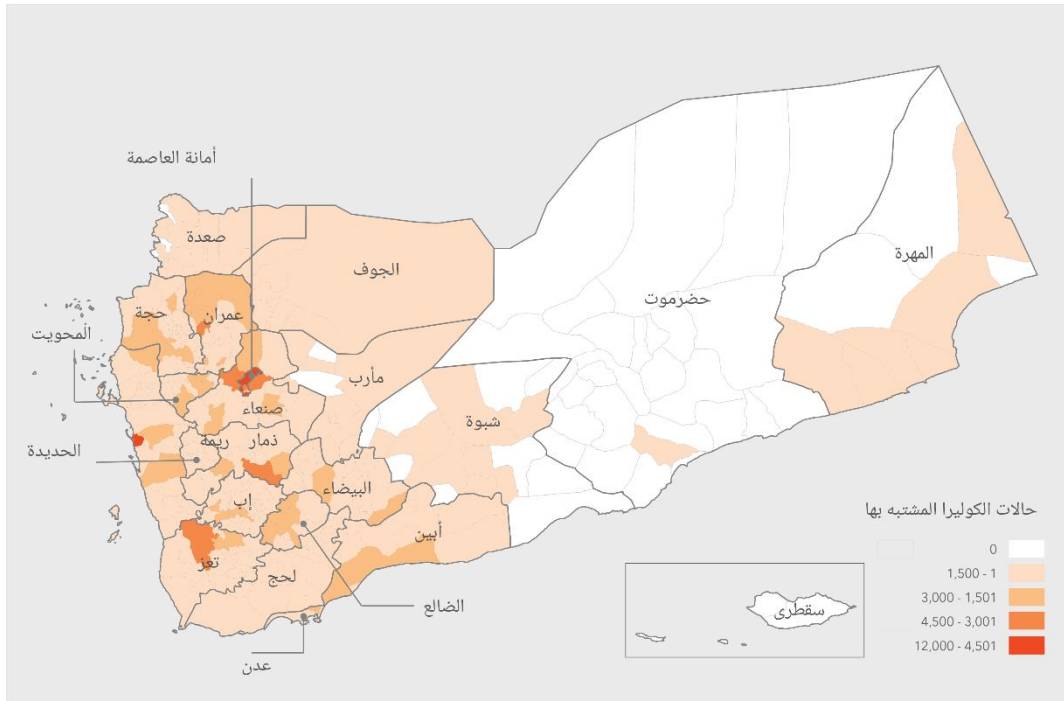 أمانة العاصمة
صعدة
الجوف
المهرة
حضرموت
حجة
عمران
المحويت
مأرب
صنعاء
شبوة
ذمار
ريمة
الحديدة
البيضاء
إب
أبين
تعز
لحج
الضالع
عدن
سقطرى
حالات الكوليرا المشتبه بها
0
1,500 - 1
3,000 - 1,501
4,500 - 3,001
12,000 - 4,501